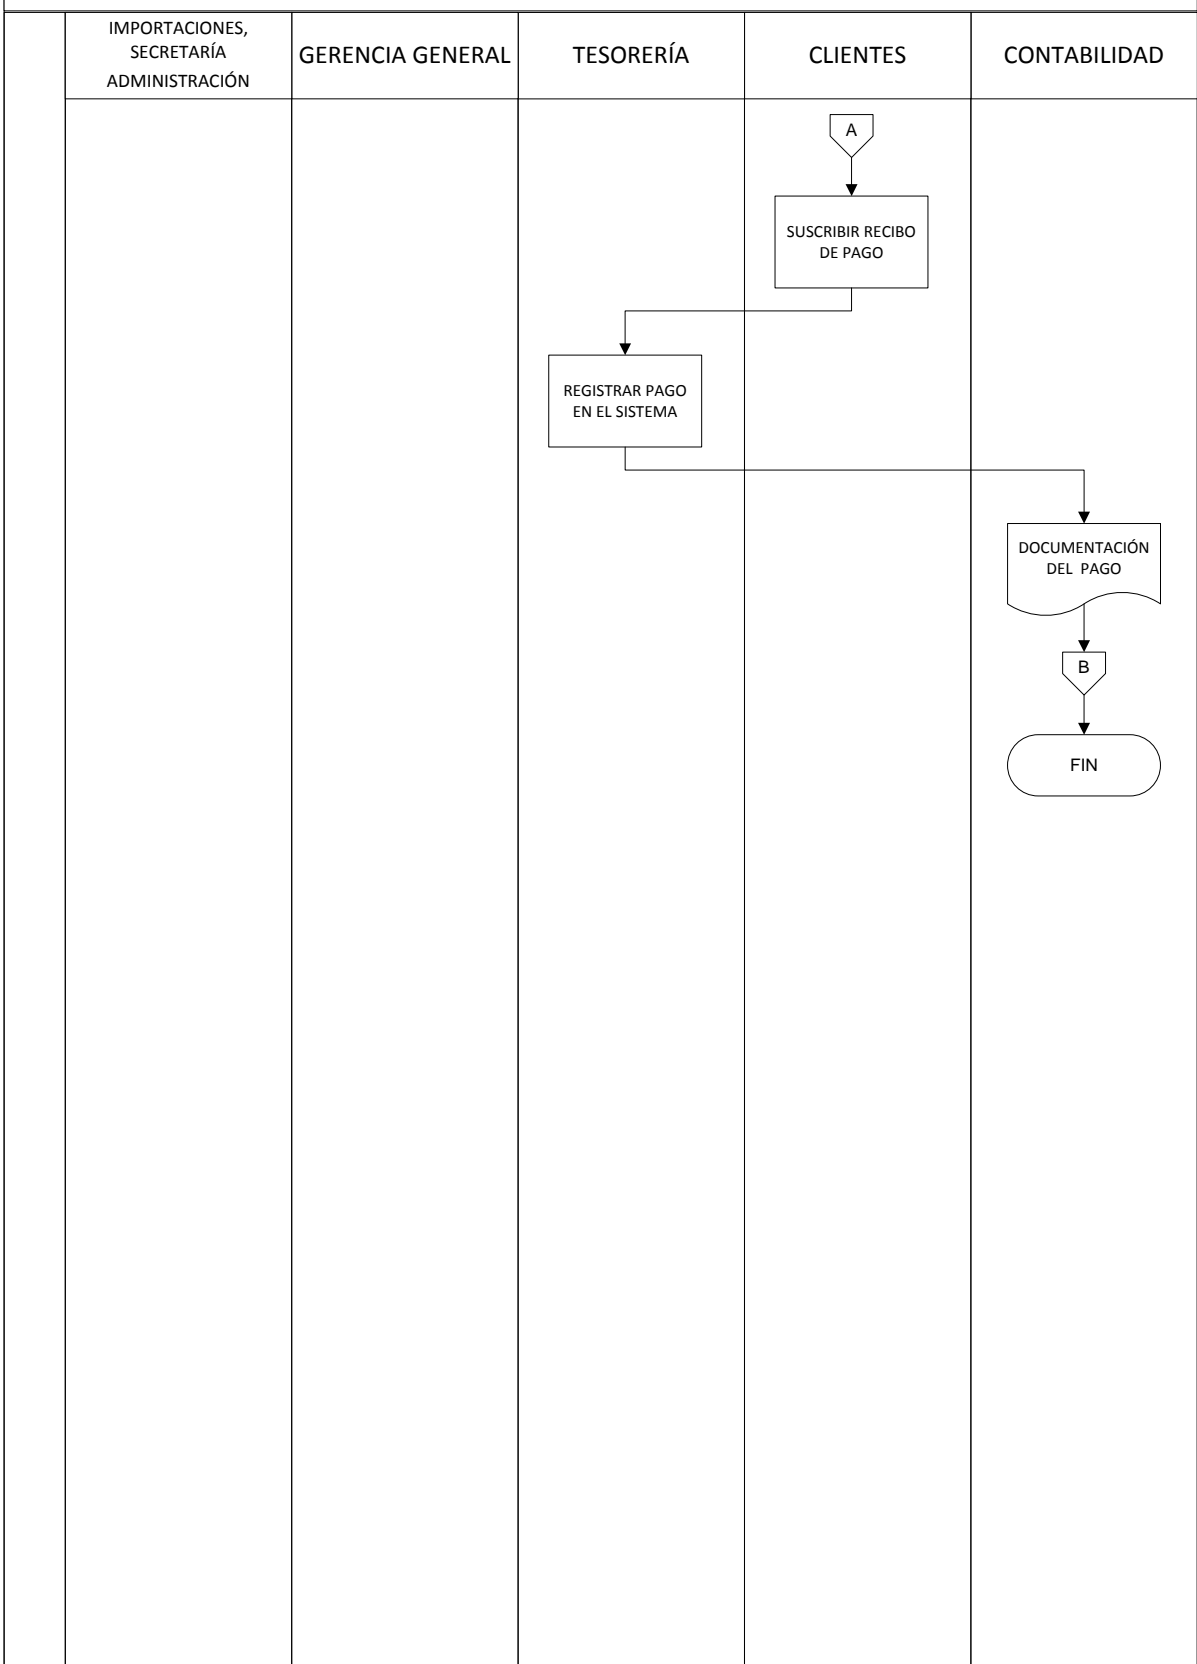 IMPORTACIONES,
SECRETARÍA
ADMINISTRACIÓN
GERENCIA GENERAL
TESORERÍA
CLIENTES
CONTABILIDAD
A
SUSCRIBIR RECIBO
DE PAGO
REGISTRAR PAGO
EN EL SISTEMA
DOCUMENTACIÓN
DEL PAGO
B
FIN